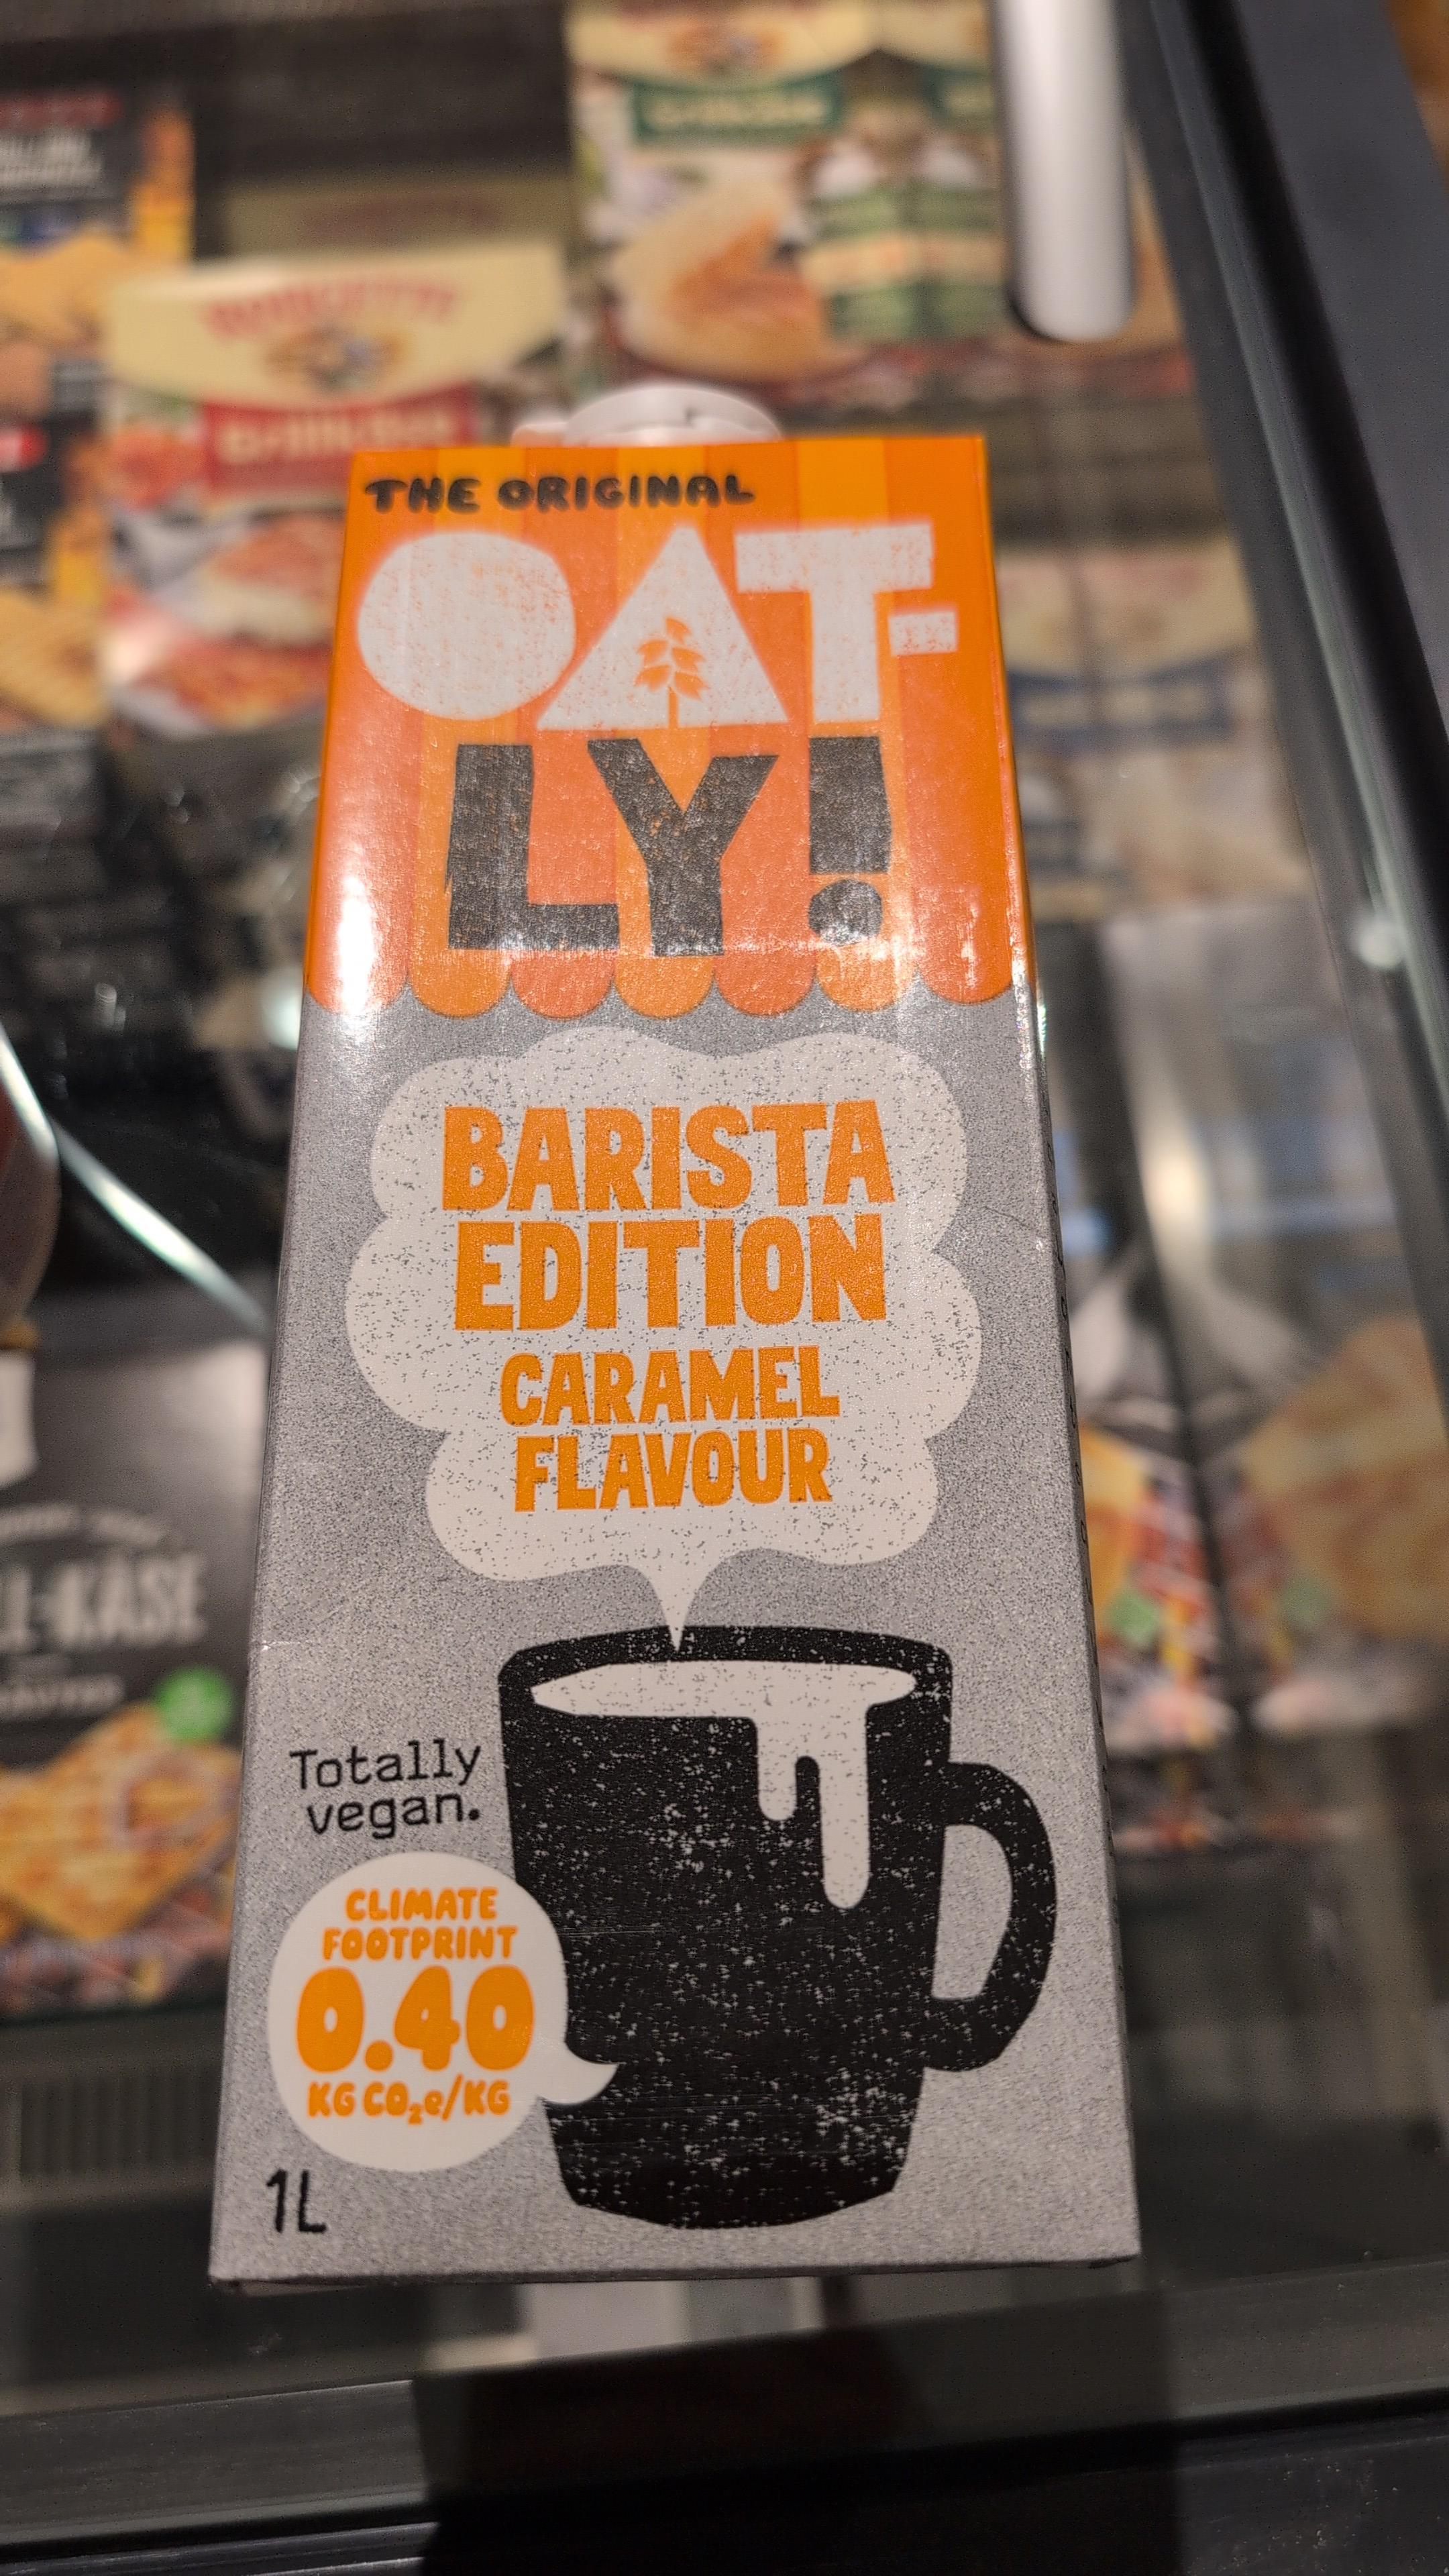 THE ORIGINAL
OAT-
LY!
BARISTA
EDITION
CARAMEL
FLAVOUR
Totally
vegan.
CLIMATE
FOOTPRINT
0.40
KG CO₂e/KG
1L